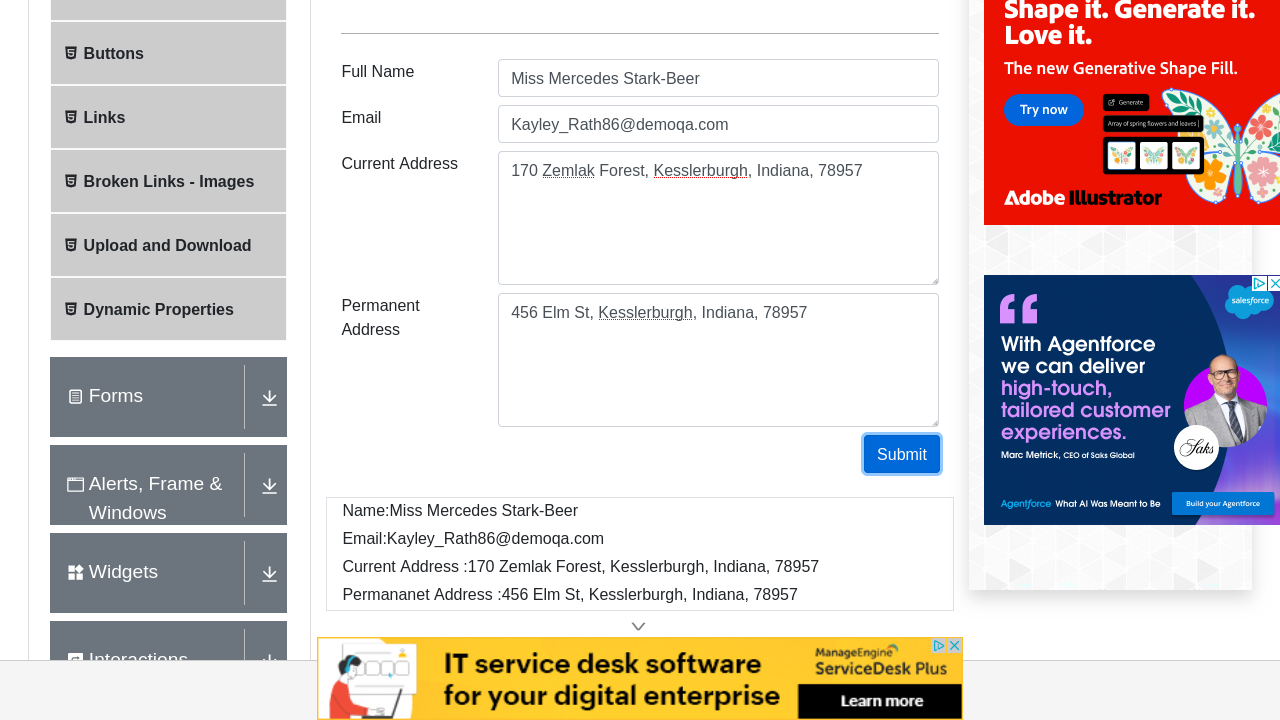 Buttons
Links
Broken Links - Images
Upload and Download
Dynamic Properties
Forms
Alerts, Frame &
Windows
Widgets
Interactions
Full Name
Miss Mercedes Stark-Beer
Email
Kayley_Rath86@demoqa.com
Current Address
170 Zemlak Forest, Kesslerburgh, Indiana, 78957
Permanent
Address
456 Elm St, Kesslerburgh, Indiana, 78957
Submit
Name:Miss Mercedes Stark-Beer
Email:Kayley_Rath86@demoqa.com
Current Address :170 Zemlak Forest, Kesslerburgh, Indiana, 78957
Permananet Address :456 Elm St, Kesslerburgh, Indiana, 78957
Shape it. Generate it.
Love it.
The new Generative Shape Fill.
Try now
Generate
Array of spring flowers and leaves
Adobe Illustrator
salesforce
With Agentforce
we can deliver
high-touch,
tailored customer
experiences.
Marc Metrick, CEO of Saks Global
Saks
Agentforce What AI Was Meant to Be
Build your Agentforce
IT service desk software
for your digital enterprise
ManageEngine
ServiceDesk Plus
Learn more